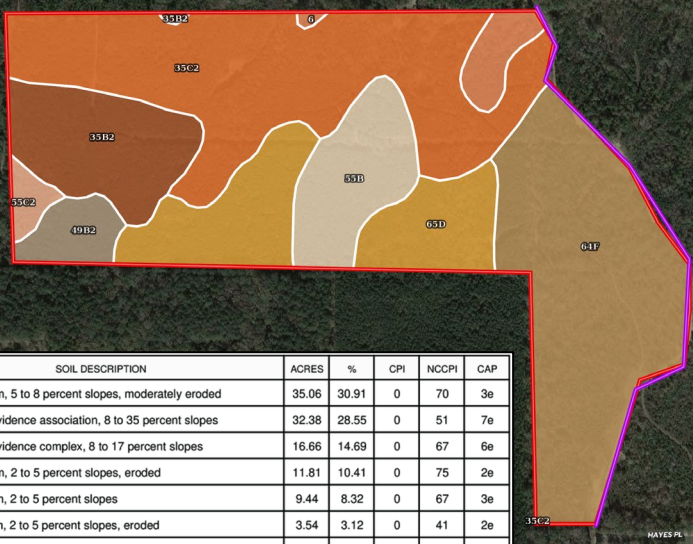 35B2
6
35C2
35B2
55B
55C2
49B2
65D
64F
SOIL DESCRIPTION ACRES % CPI NCCPI CAP
n, 5 to 8 percent slopes, moderately eroded 35.06 30.91 0 70 3e
vidence association, 8 to 35 percent slopes 32.38 28.55 0 51 7e
vidence complex, 8 to 17 percent slopes 16.66 14.69 0 67 6e
n, 2 to 5 percent slopes, eroded 11.81 10.41 0 75 2e
n, 2 to 5 percent slopes 9.44 8.32 0 67 3e
n, 2 to 5 percent slopes, eroded 3.54 3.12 0 41 2e
35C2
HAYES PL